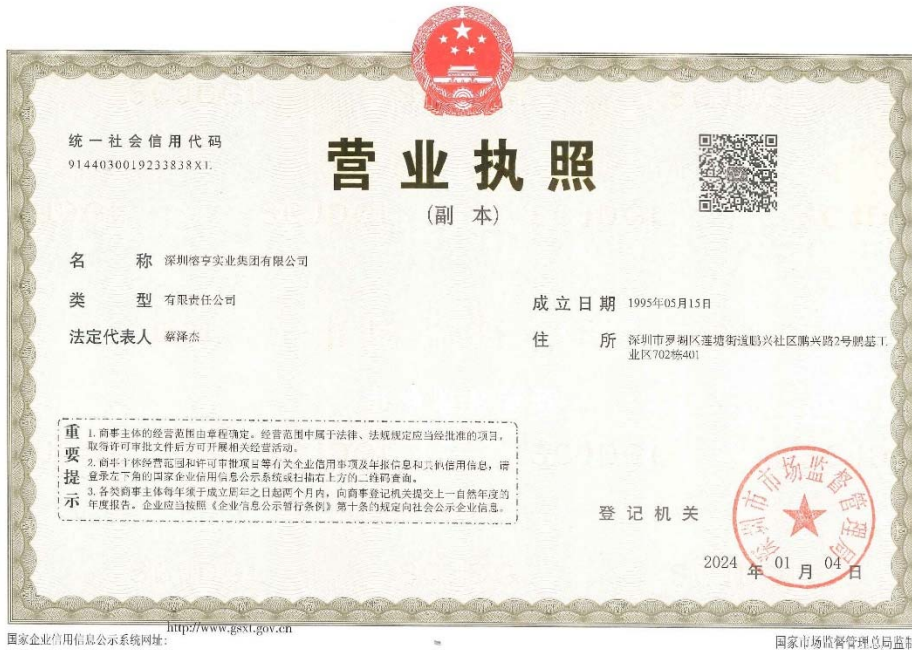 统一社会信用代码
9144030019233838XL
营业执照
(副 本)
名 称 深圳榕亨实业集团有限公司
类 型 有限责任公司
法定代表人 蔡泽杰
成立日期 1995年05月15日
住 所 深圳市罗湖区莲塘街道鹏兴社区鹏兴路2号鹏基工
业区702栋401
重要提示
1. 商事主体的经营范围由章程确定。经营范围中属于法律、法规规定应当经批准的项目,
取得许可审批文件后方可开展相关经营活动。
2. 商事主体经营范围和许可审批项目等有关企业信用事项及年报信息和其他信用信息,请
登录左下角的国家企业信用信息公示系统或扫描右上方的二维码查询。
3. 各类商事主体每年须于成立周年之日起两个月内,向商事登记机关提交上一自然年度的
年度报告。企业应当按照《企业信息公示暂行条例》第十条的规定向社会公示企业信息。
登记机关
深圳市市场监督管理局
2024 年 01 月 04 日
国家企业信用信息公示系统网址: http://www.gsxt.gov.cn
国家市场监督管理总局监制